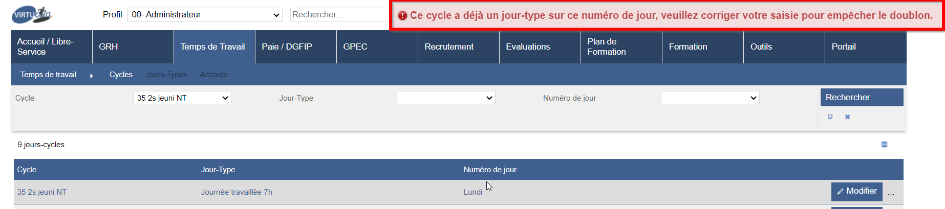 VIRTUALIA
Profil 00- Administrateur Rechercher...
Ce cycle a déjà un jour-type sur ce numéro de jour, veuillez corriger votre saisie pour empêcher le doublon.
Accueil / Libre-Service GRH Temps de Travail Paie / DGFIP GPEC Recrutement Evaluations Plan de Formation Formation Outils Portail
Temps de travail Cycles Jours-Types Accords
Cycle 35 2s jeuni NT Jour-Type Numéro de jour Rechercher
9 jours-cycles
Cycle Jour-Type Numéro de jour
35 2s jeuni NT Journée travaillée 7h Lundi Modifier ...